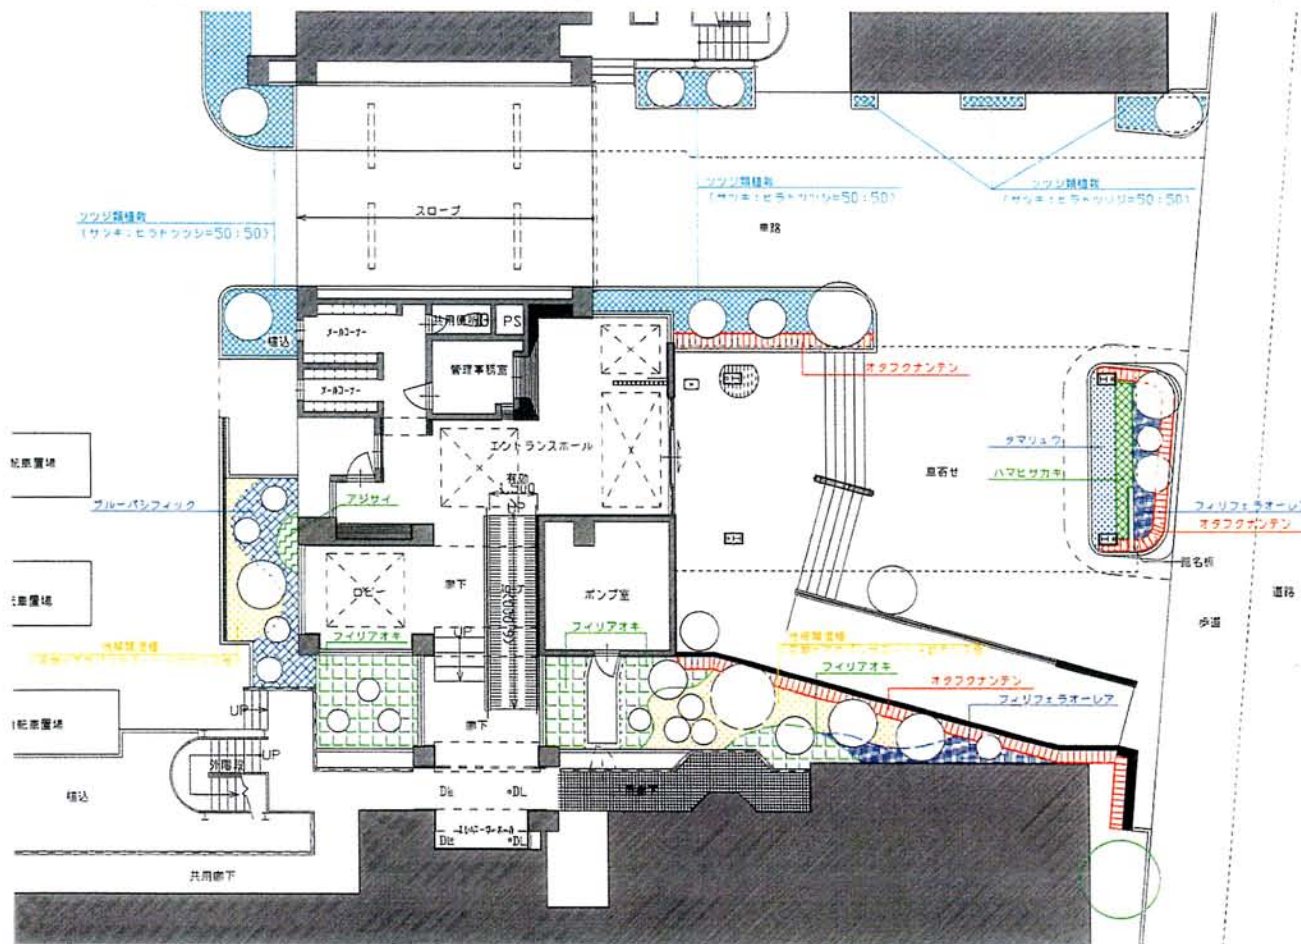 ツツジ類植栽
(サツキ:ヒラドツツジ=50:50)
スロープ
ツツジ類植栽
(サツキ:ヒラドツツジ=50:50)
ツツジ類植栽
(サツキ:ヒラドツツジ=50:50)
車路
植込
メールコーナー
PS
管理事務室
メールコーナー
オタフクナンテン
エントランスホール
有効
1,500
UP
タマリュウ
ハマヒサカキ
車寄せ
転車置場
ブルーパシフィック
アジサイ
フィリフェラオーレア
オタフクナンテン
館名板
ロビー
廊下
ポンプ室
道路
歩道
フィリアオキ
UP
フィリアオキ
フィリアオキ
オタフクナンテン
フィリフェラオーレア
自転車置場
UP
UP
外階段
廊下
植込
DL
DL
DL
DL
共用廊下